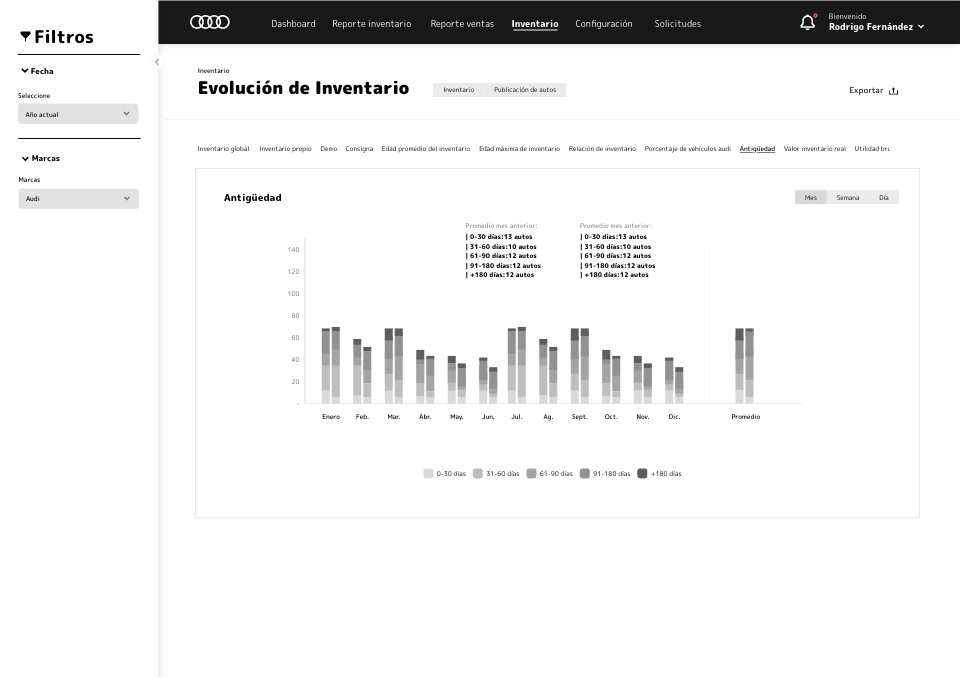 Filtros
Fecha
Seleccione
Año actual
Marcas
Marcas
Audi
Dashboard Reporte inventario Reporte ventas Inventario Configuración Solicitudes
Bienvenido
Rodrigo Fernández
Inventario
Evolución de Inventario
Inventario Publicación de autos
Exportar
Inventario global Inventario propio Demo Consigna Edad promedio del inventario Edad máxima de inventario Relación de inventario Porcentaje de vehículos audi Antigüedad Valor inventario real Utilidad bru
Antigüedad
Mes Semana Día
Promedio mes anterior:
| 0-30 días:13 autos
| 31-60 días:10 autos
| 61-90 días:12 autos
| 91-180 días:12 autos
| +180 días:12 autos
Promedio mes anterior:
| 0-30 días:13 autos
| 31-60 días:10 autos
| 61-90 días:12 autos
| 91-180 días:12 autos
| +180 días:12 autos
140
120
100
80
60
40
20
-
Enero Feb. Mar. Abr. May. Jun, Jul. Ag. Sept. Oct. Nov. Dic. Promedio
0-30 días 31-60 días 61-90 días 91-180 días +180 días